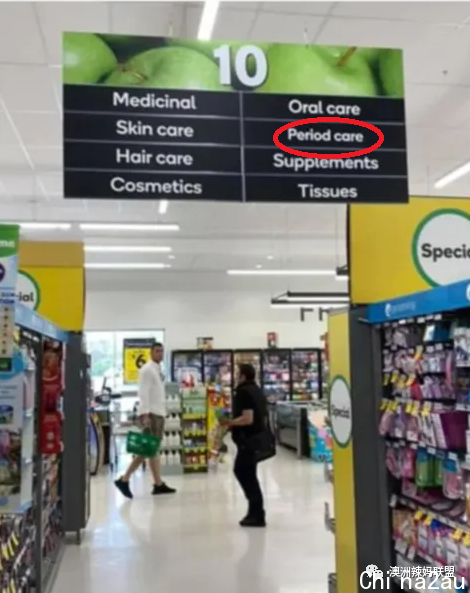 10
Medicinal
Oral care
Skin care
Period care
Hair care
Supplements
Cosmetics
Tissues
Special
澳洲辣妈联盟
Chi nazau